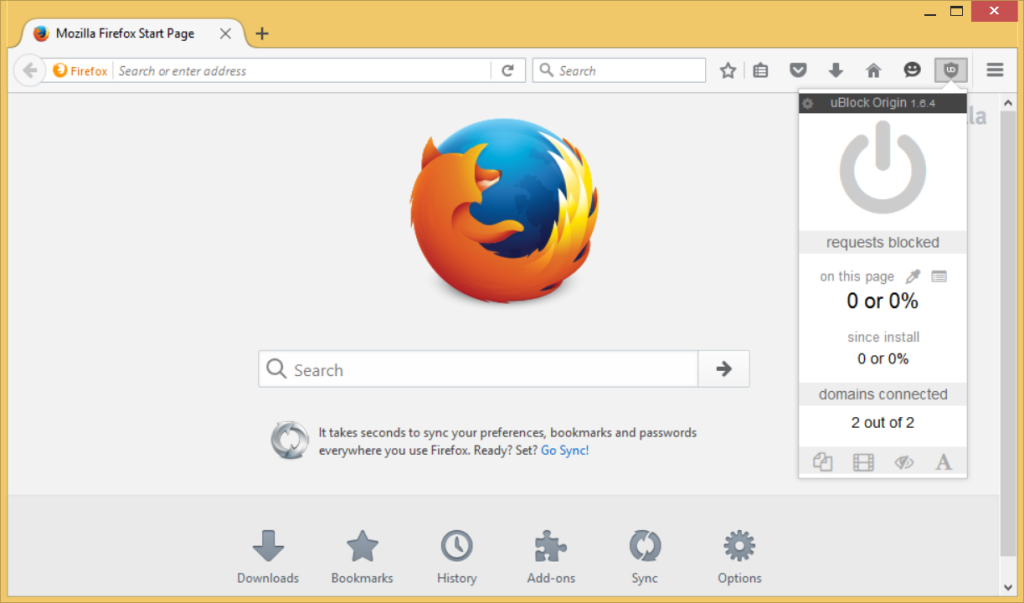 Mozilla Firefox Start Page
Firefox
Search or enter address
Search
uBlock Origin 1.6.4
la
requests blocked
on this page
0 or 0%
since install
0 or 0%
domains connected
2 out of 2
A
Search
It takes seconds to sync your preferences, bookmarks and passwords
everywhere you use Firefox. Ready? Set? Go Sync!
Downloads
Bookmarks
History
Add-ons
Sync
Options